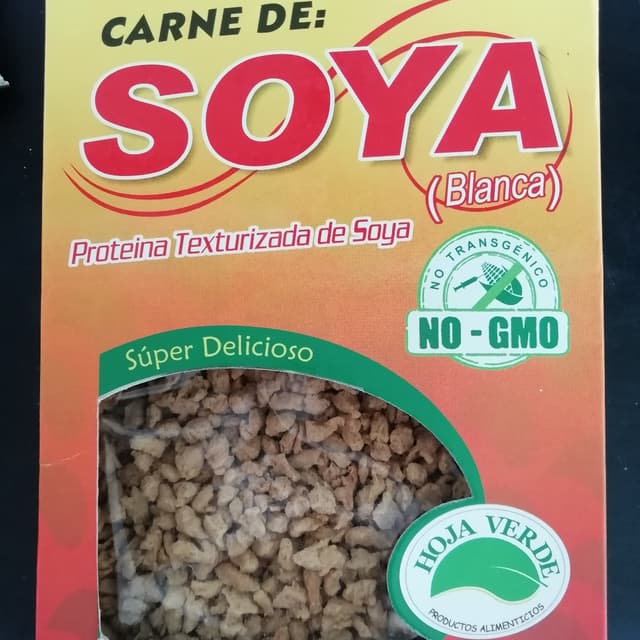 CARNE DE:
SOYA
(Blanca)
Proteina Texturizada de Soya
NO TRANSGÉNICO
NO - GMO
Súper Delicioso
HOJA VERDE
PRODUCTOS ALIMENTICIOS